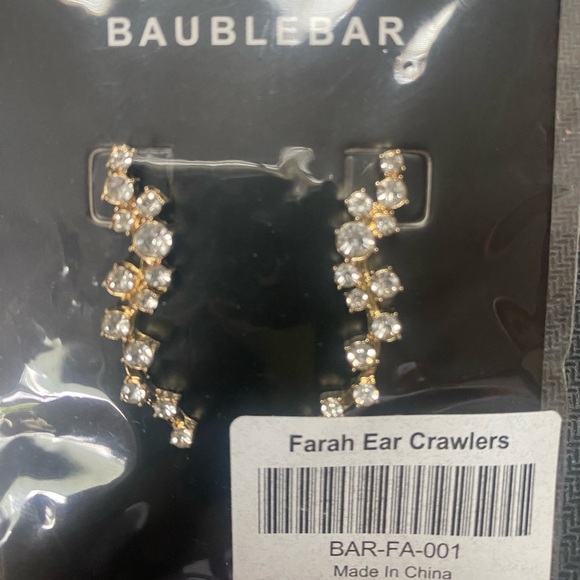 BAUBLEBAR
Farah Ear Crawlers
BAR-FA-001
Made In China